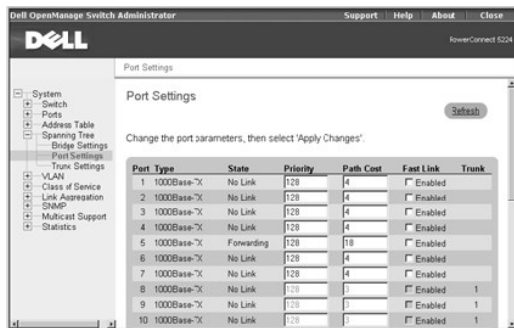 Dell OpenManage Switch Administrator Support Help About Close
DELL
PowerConnect 5224
Port Settings
System
Switch
Ports
Address Table
Spanning Tree
Bridge Settings
Port Settings
Trunk Settings
VLAN
Class of Service
Link Aggregation
SNMP
Multicast Support
Statistics
Port Settings
Refresh
Change the port parameters, then select 'Apply Changes'.
Port Type State Priority Path Cost Fast Link Trunk
1 1000Base-TX No Link 128 4 Enabled
2 1000Base-TX No Link 128 4 Enabled
3 1000Base-TX No Link 128 4 Enabled
4 1000Base-TX No Link 128 4 Enabled
5 1000Base-TX Forwarding 128 18 Enabled
6 1000Base-TX No Link 128 4 Enabled
7 1000Base-TX No Link 128 4 Enabled
8 1000Base-TX No Link 128 3 Enabled 1
9 1000Base-TX No Link 128 3 Enabled 1
10 1000Base-TX No Link 128 3 Enabled 1